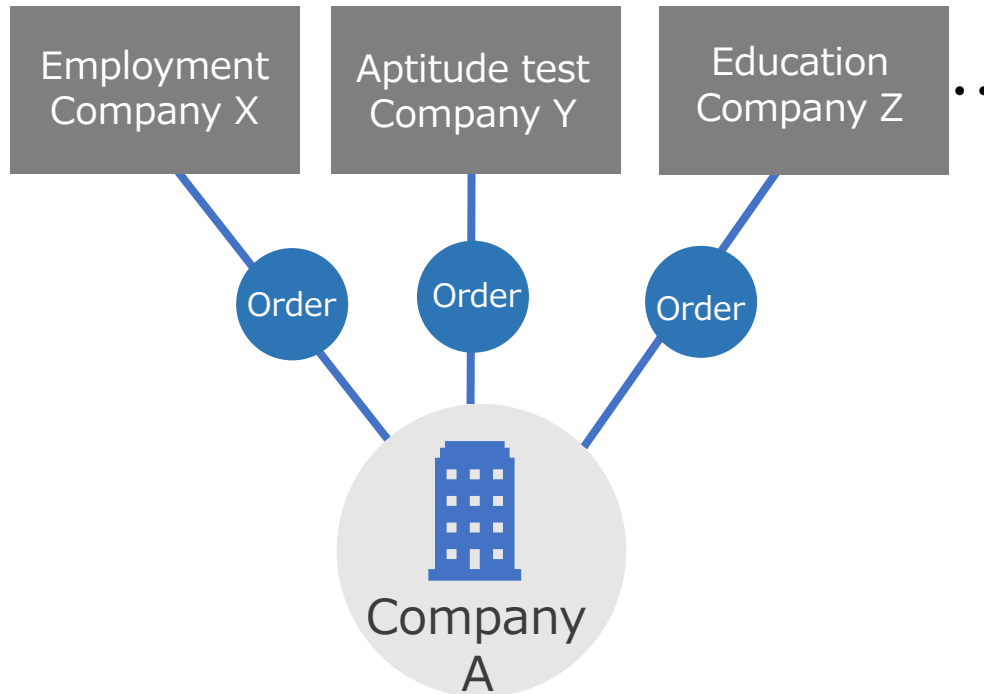 Employment
Company X
Aptitude test
Company Y
Education
Company Z
..
Order
Order
Order
Company
A